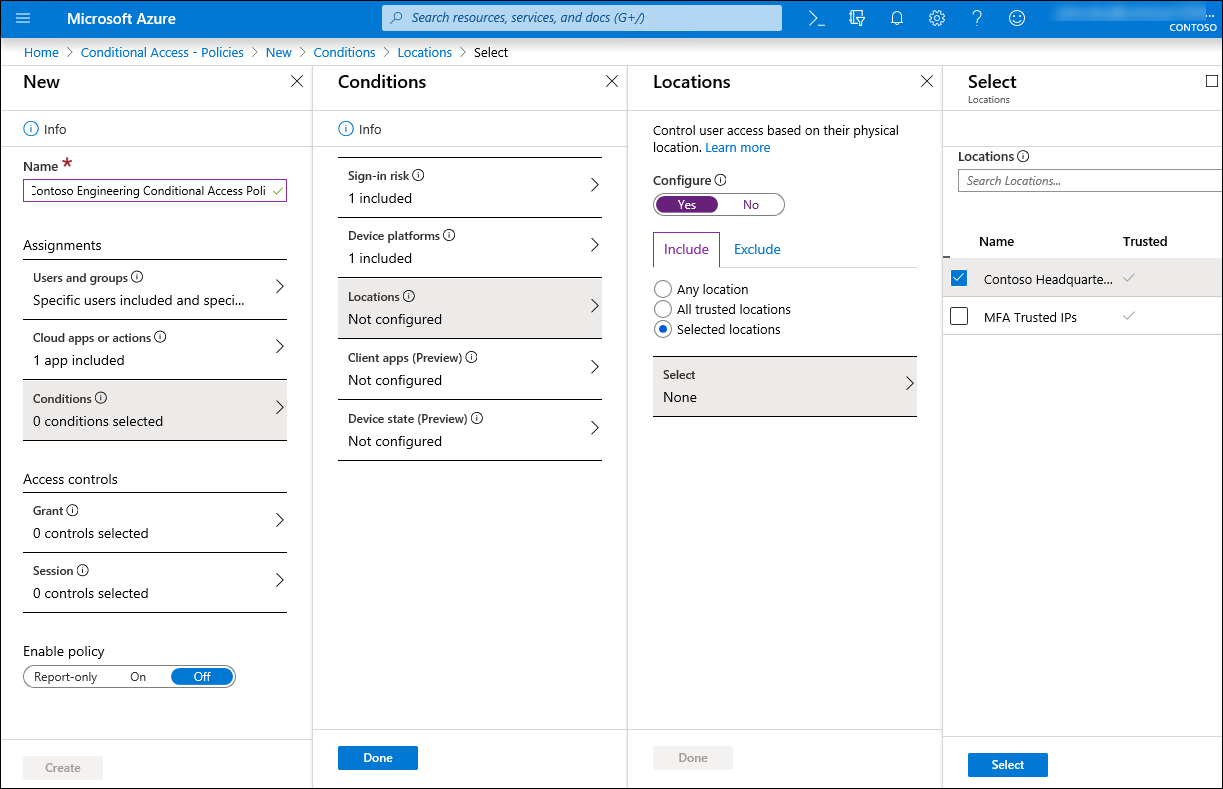 Microsoft Azure
Search resources, services, and docs (G+/)
CONTOSO
Home > Conditional Access - Policies > New > Conditions > Locations > Select
New
Info
Name *
Contoso Engineering Conditional Access Poli
Assignments
Users and groups
Specific users included and speci...
Cloud apps or actions
1 app included
Conditions
0 conditions selected
Access controls
Grant
0 controls selected
Session
0 controls selected
Enable policy
Report-only On Off
Create
Conditions
Info
Sign-in risk
1 included
Device platforms
1 included
Locations
Not configured
Client apps (Preview)
Not configured
Device state (Preview)
Not configured
Done
Locations
Control user access based on their physical
location. Learn more
Configure
Yes No
Include Exclude
Any location
All trusted locations
Selected locations
Select
None
Done
Select
Locations
Locations
Search Locations...
Name Trusted
Contoso Headquarte...
MFA Trusted IPs
Select